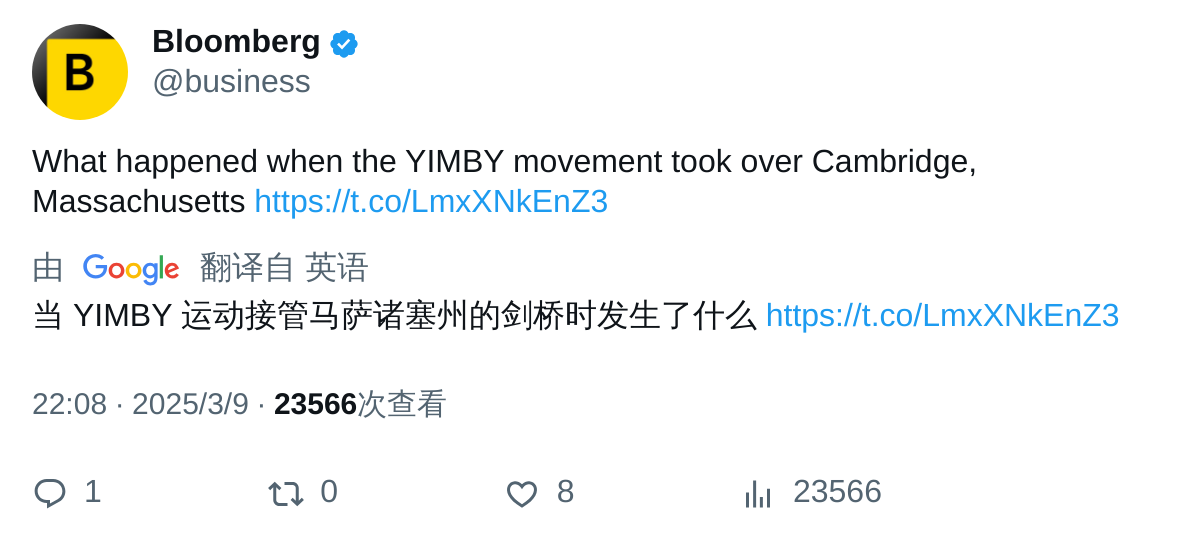 B
Bloomberg
@business
What happened when the YIMBY movement took over Cambridge,
Massachusetts https://t.co/LmxXNkEnZ3
由 Google 翻译自 英语
当 YIMBY 运动接管马萨诸塞州的剑桥时发生了什么 https://t.co/LmxXNkEnZ3
22:08 · 2025/3/9 · 23566次查看
1 0 8 23566